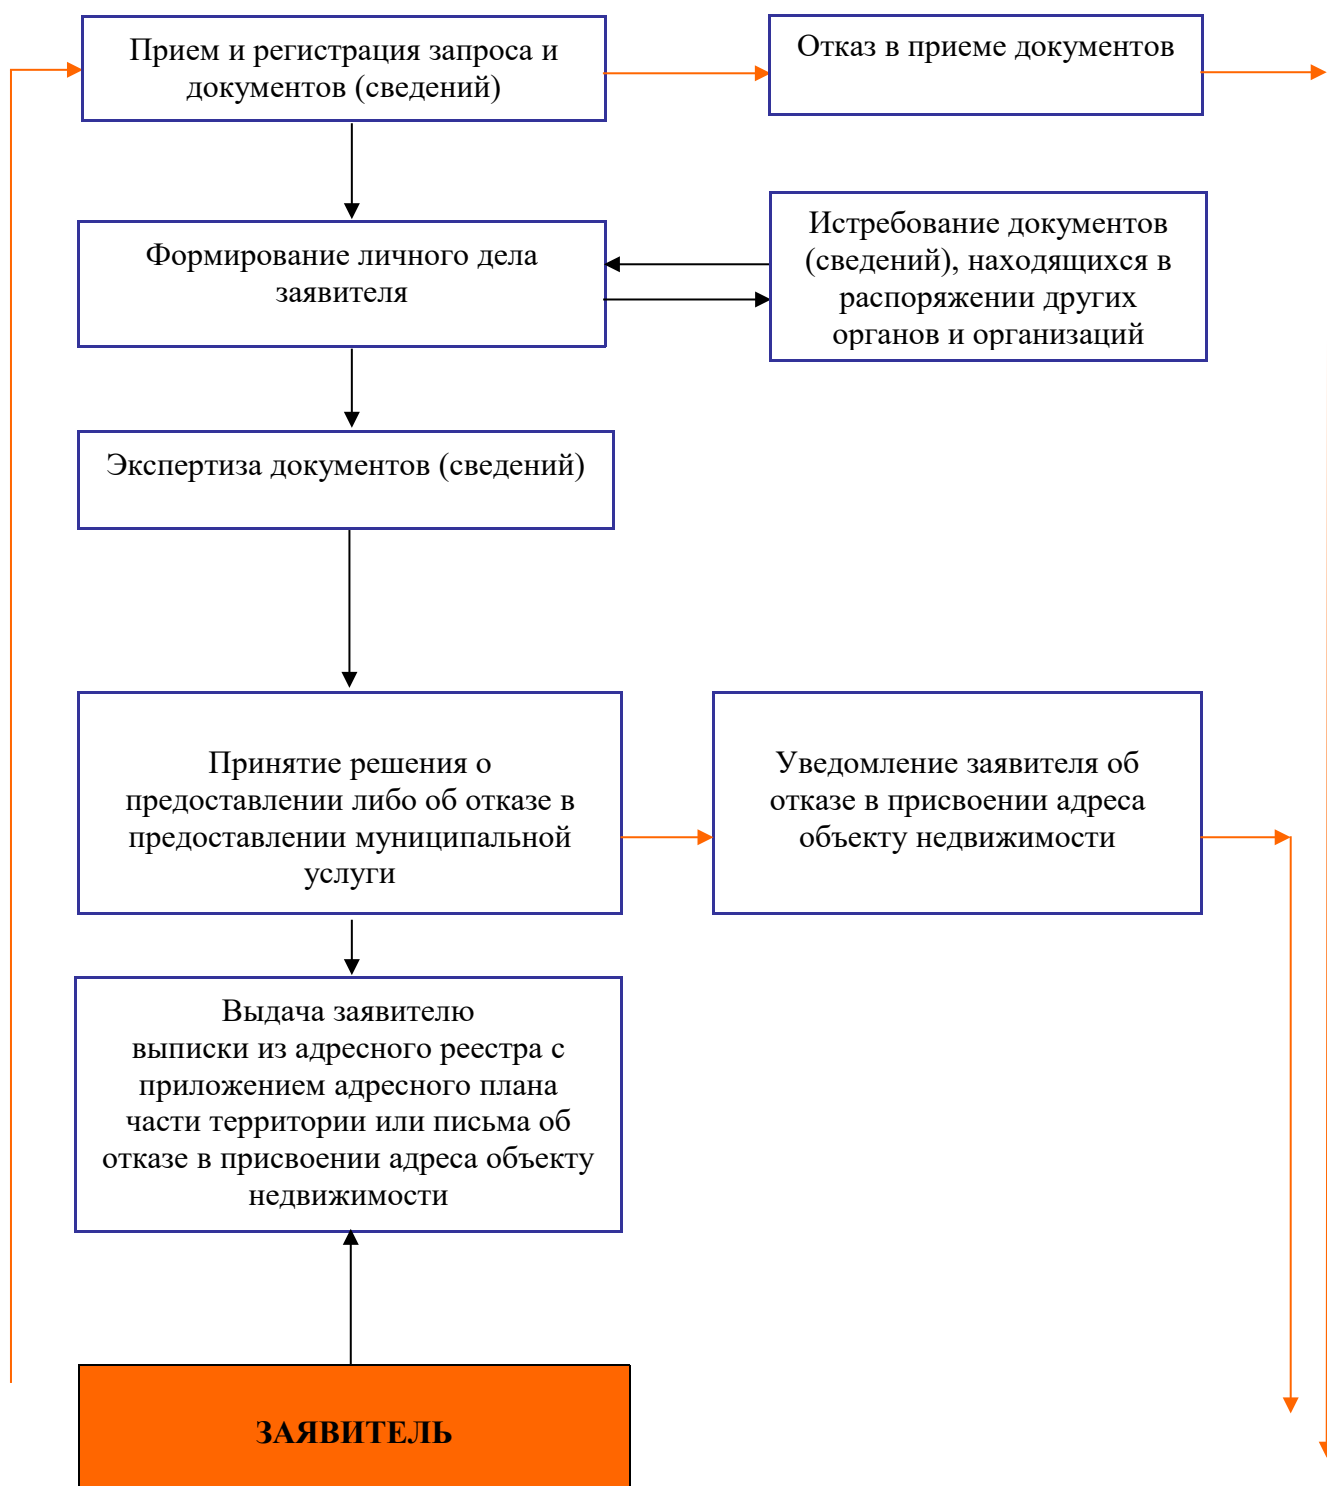 Прием и регистрация запроса и
документов (сведений)
Отказ в приеме документов
Формирование личного дела
заявителя
Истребование документов
(сведений), находящихся в
распоряжении других
органов и организаций
Экспертиза документов (сведений)
Принятие решения о
предоставлении либо об отказе в
предоставлении муниципальной
услуги
Уведомление заявителя об
отказе в присвоении адреса
объекту недвижимости
Выдача заявителю
выписки из адресного реестра с
приложением адресного плана
части территории или письма об
отказе в присвоении адреса объекту
недвижимости
ЗАЯВИТЕЛЬ